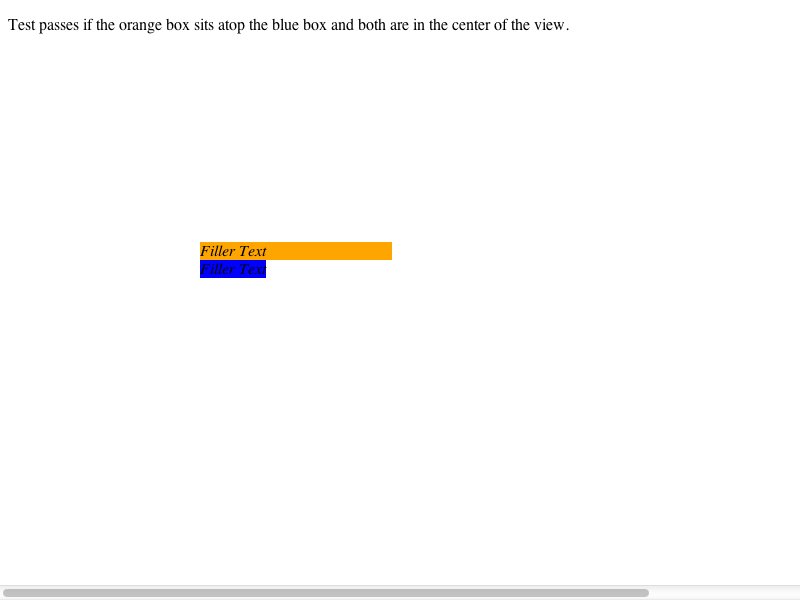 Test passes if the orange box sits atop the blue box and both are in the center of the view.
Filler Text
Filler Text